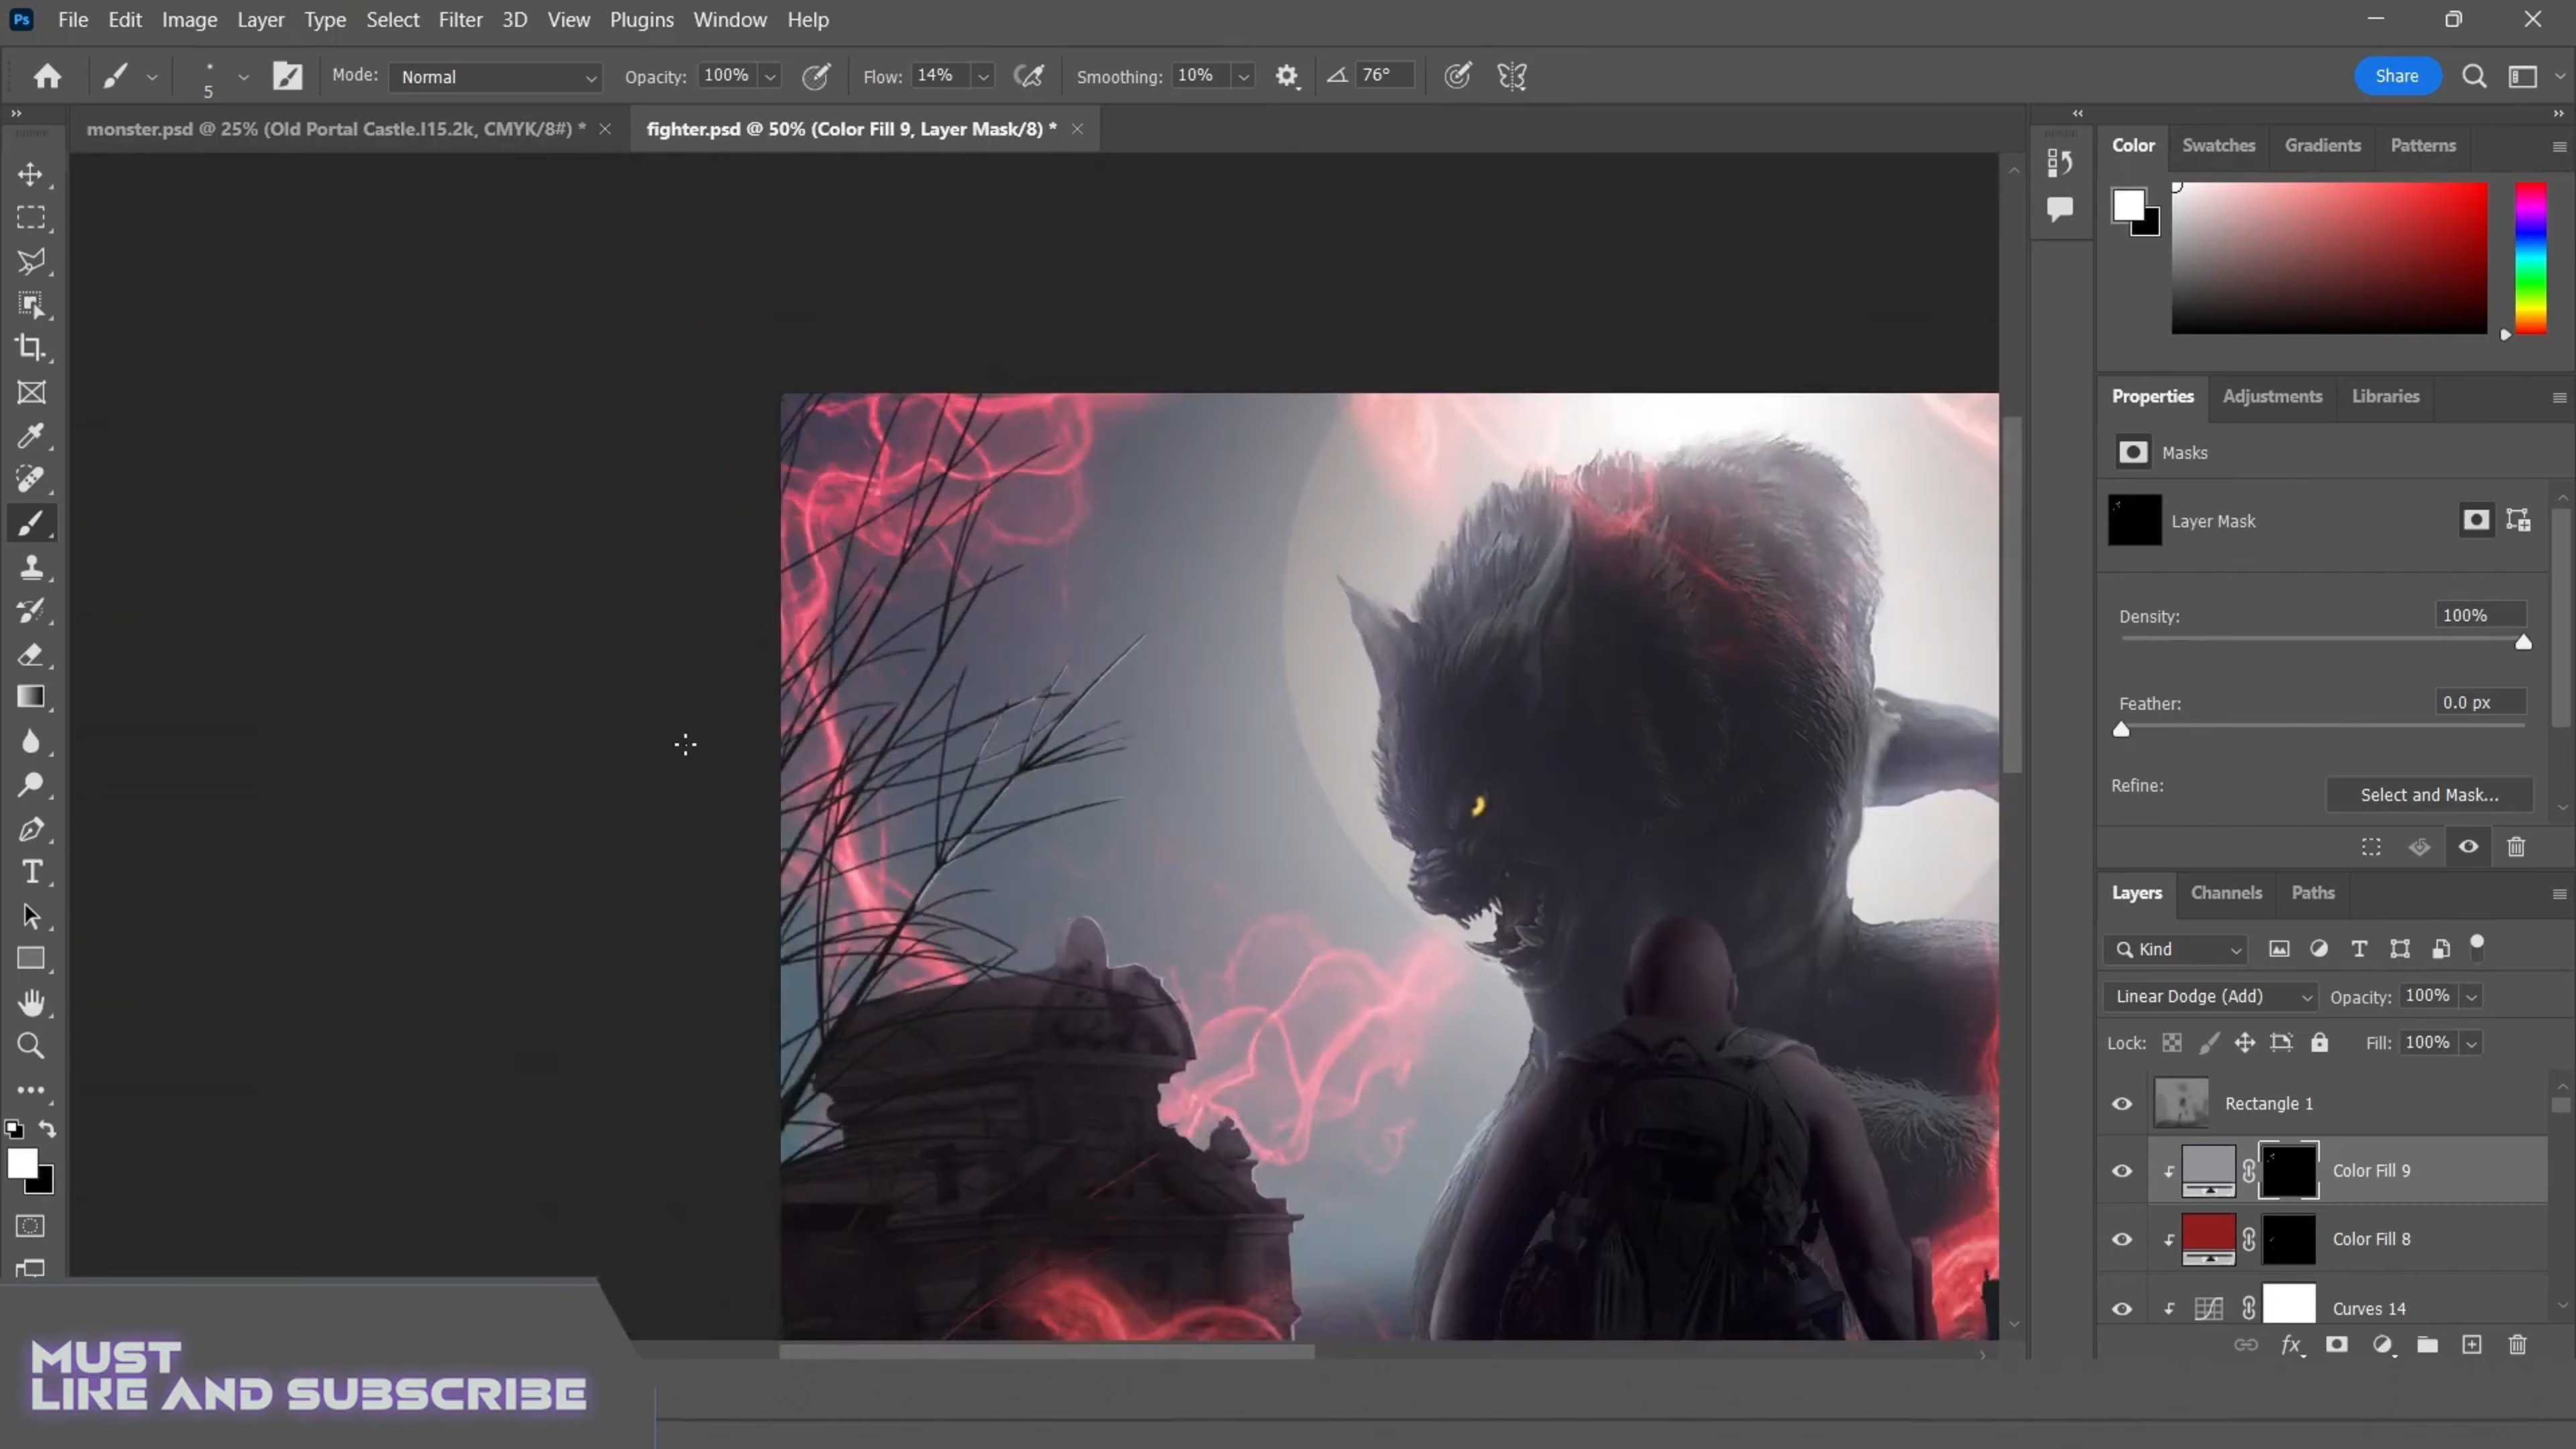 Ps File Edit Image Layer Type Select Filter 3D View Plugins Window Help
5 Mode: Normal Opacity: 100% Flow: 14% Smoothing: 10% 76° Share
monster.psd @ 25% (Old Portal Castle.I15.2k, CMYK/8#) *
fighter.psd @ 50% (Color Fill 9, Layer Mask/8) *
Color Swatches Gradients Patterns
Properties Adjustments Libraries
Masks
Layer Mask
Density: 100%
Feather: 0.0 px
Refine:
Select and Mask...
Layers Channels Paths
Kind
Linear Dodge (Add) Opacity: 100%
Lock: Fill: 100%
Rectangle 1
Color Fill 9
Color Fill 8
Curves 14
fx
MUST
LIKE AND SUBSCRIBE